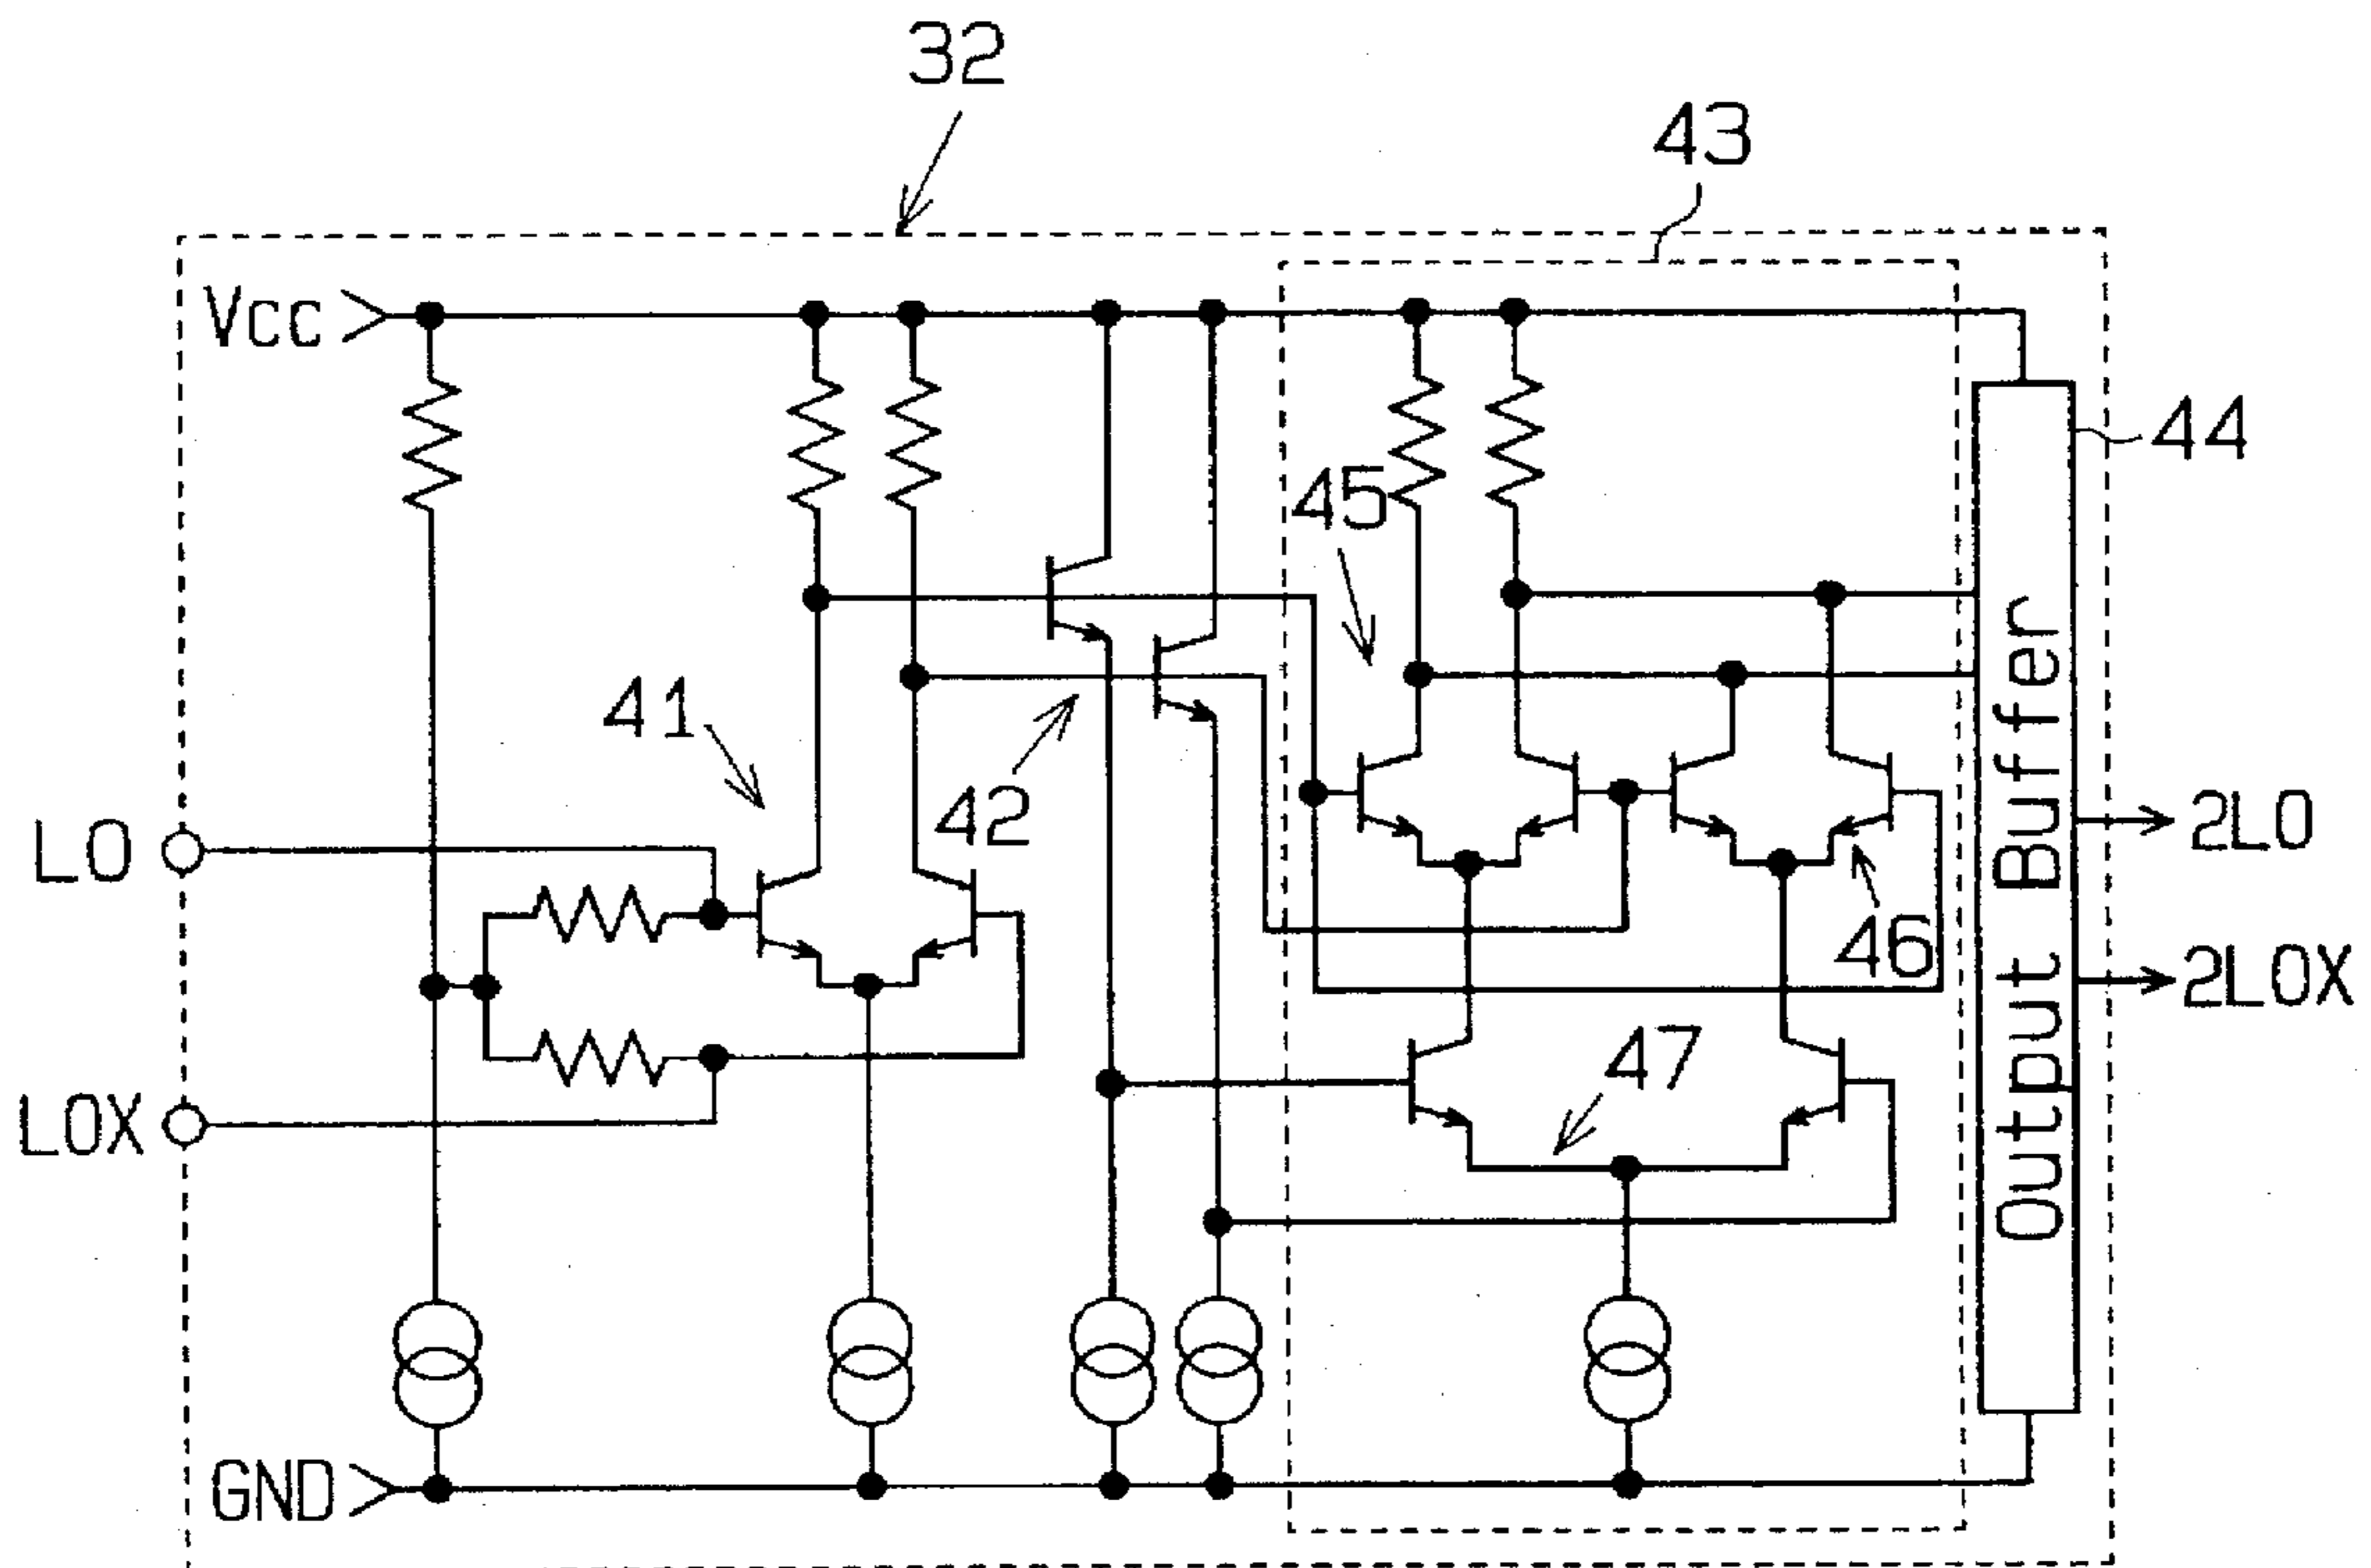 32
43
Vcc
44
45
41
42
LO
2LO
46
Output Buffer
2LOX
47
LOX
GND